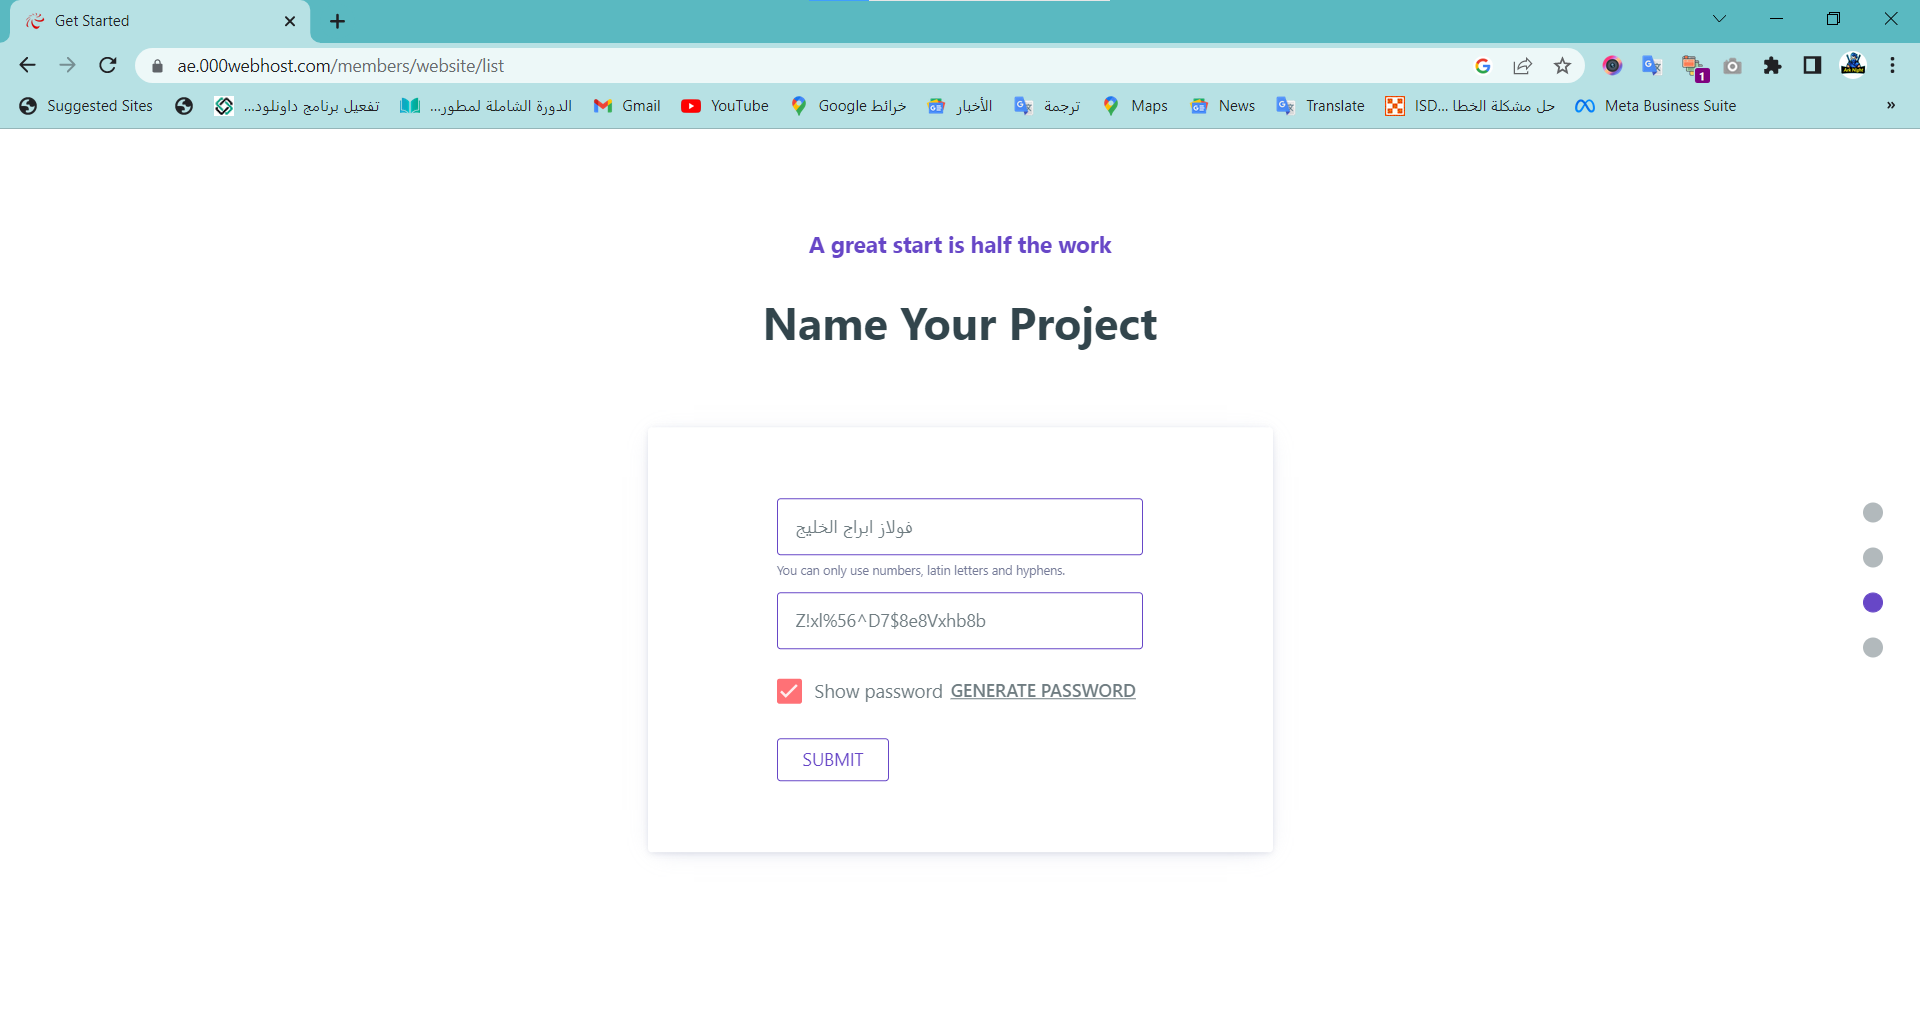 Get Started
ae.000webhost.com/members/website/list
1
Suggested Sites
تفعيل برنامج داونلود...
الدورة الشاملة لمطور...
Gmail
YouTube
خرائط Google
الأخبار
ترجمة
Maps
News
Translate
حل مشكلة الخطا ...ISD
Meta Business Suite
»
A great start is half the work
Name Your Project
فولاز ابراج الخليج
You can only use numbers, latin letters and hyphens.
Z!xl%56^D7$8e8Vxhb8b
Show password GENERATE PASSWORD
SUBMIT